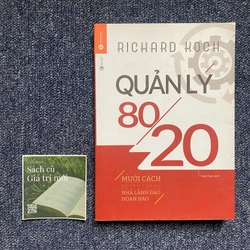 RICHARD KOCH
QUẢN LÝ
80/20
MƯỜI CÁCH
NHÀ LÃNH ĐẠO
HOÀN HẢO
Sách cũ
Giá trị mới